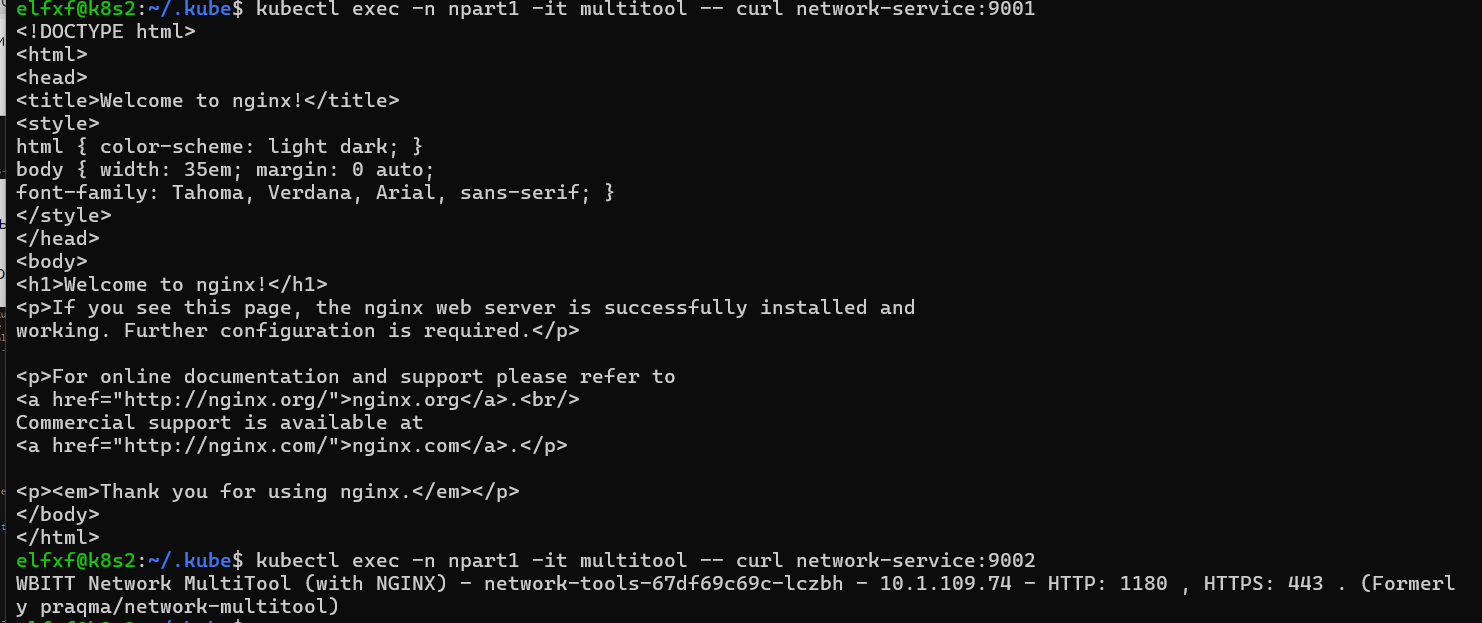 elfxf@k8s2:~/.kube$ kubectl exec -n npart1 -it multitool -- curl network-service:9001
<!DOCTYPE html>
<html>
<head>
<title>Welcome to nginx!</title>
<style>
html { color-scheme: light dark; }
body { width: 35em; margin: 0 auto;
font-family: Tahoma, Verdana, Arial, sans-serif; }
</style>
</head>
<body>
<h1>Welcome to nginx!</h1>
<p>If you see this page, the nginx web server is successfully installed and
working. Further configuration is required.</p>

<p>For online documentation and support please refer to
<a href="http://nginx.org/">nginx.org</a>.<br/>
Commercial support is available at
<a href="http://nginx.com/">nginx.com</a>.</p>

<p><em>Thank you for using nginx.</em></p>
</body>
</html>
elfxf@k8s2:~/.kube$ kubectl exec -n npart1 -it multitool -- curl network-service:9002
WBITT Network MultiTool (with NGINX) - network-tools-67df69c69c-lczbh - 10.1.109.74 - HTTP: 1180 , HTTPS: 443 . (Formerl
y praqma/network-multitool)